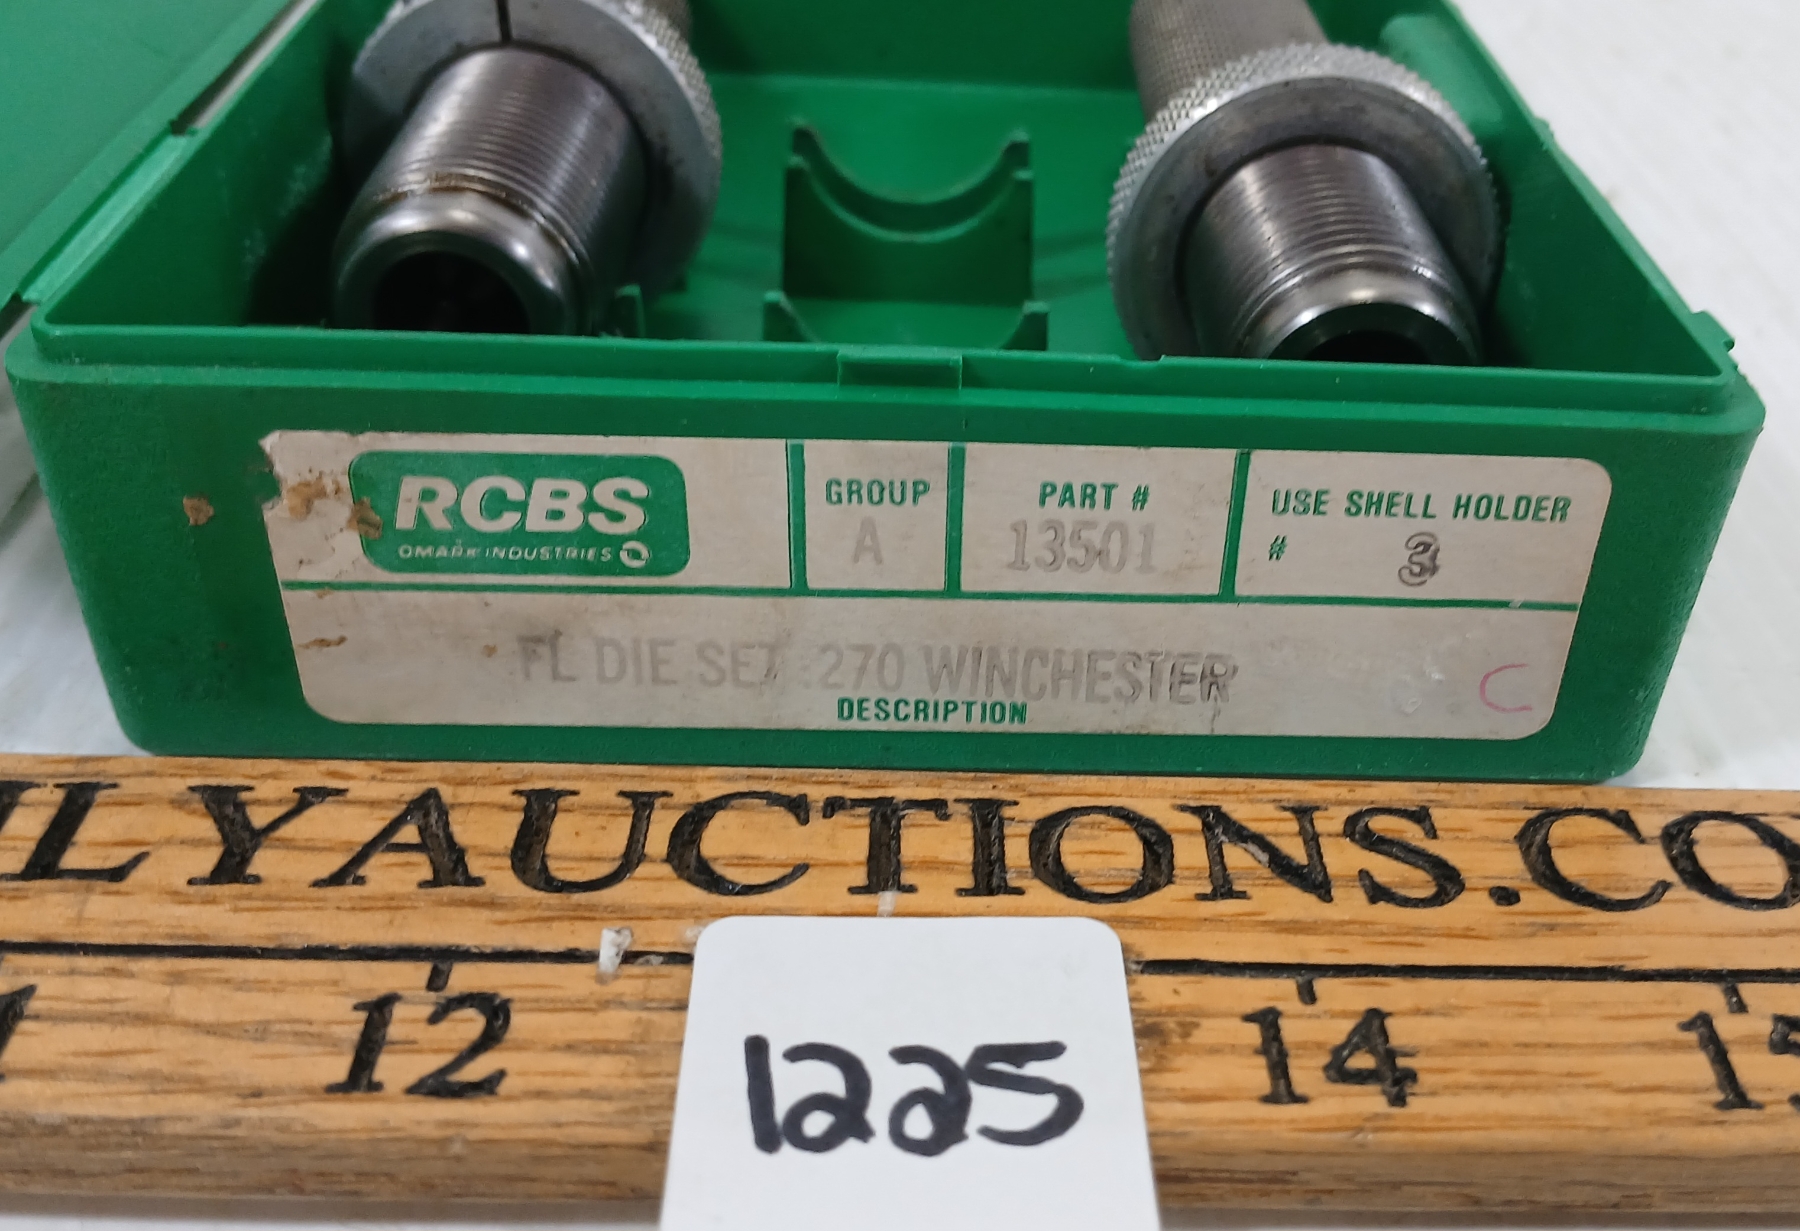 RCBS
OMARK INDUSTRIES
GROUP
A
PART #
13501
USE SHELL HOLDER
# 3
FL DIE SET .270 WINCHESTER
DESCRIPTION
C
LYAUCTIONS.CO
12 14 15
1225